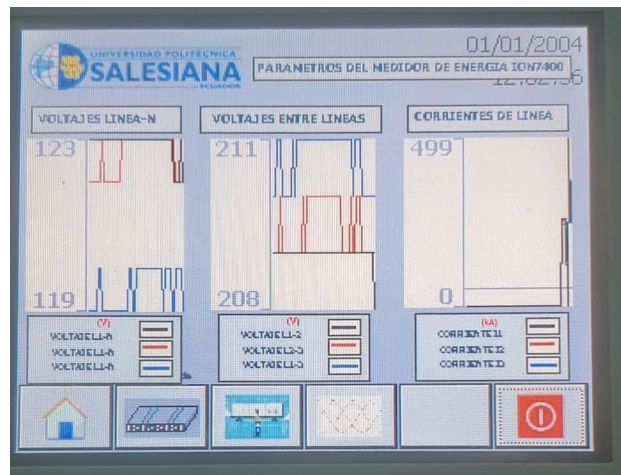 01/01/2004
UNIVERSIDAD POLITECNICA
SALESIANA
ECUADOR
PARAMETROS DEL MEDIDOR DE ENERGIA ION7400
VOLTAJES LINEA-N
VOLTAJES ENTRE LINEAS
CORRIENTES DE LINEA
123
211
499
119
208
0
(V)
VOLTAJE L1-N
VOLTAJE L1-N
VOLTAJE L1-N
(V)
VOLTAJE L1-2
VOLTAJE L2-3
VOLTAJE L1-3
(kA)
CORRIENTE I1
CORRIENTE I2
CORRIENTE I3